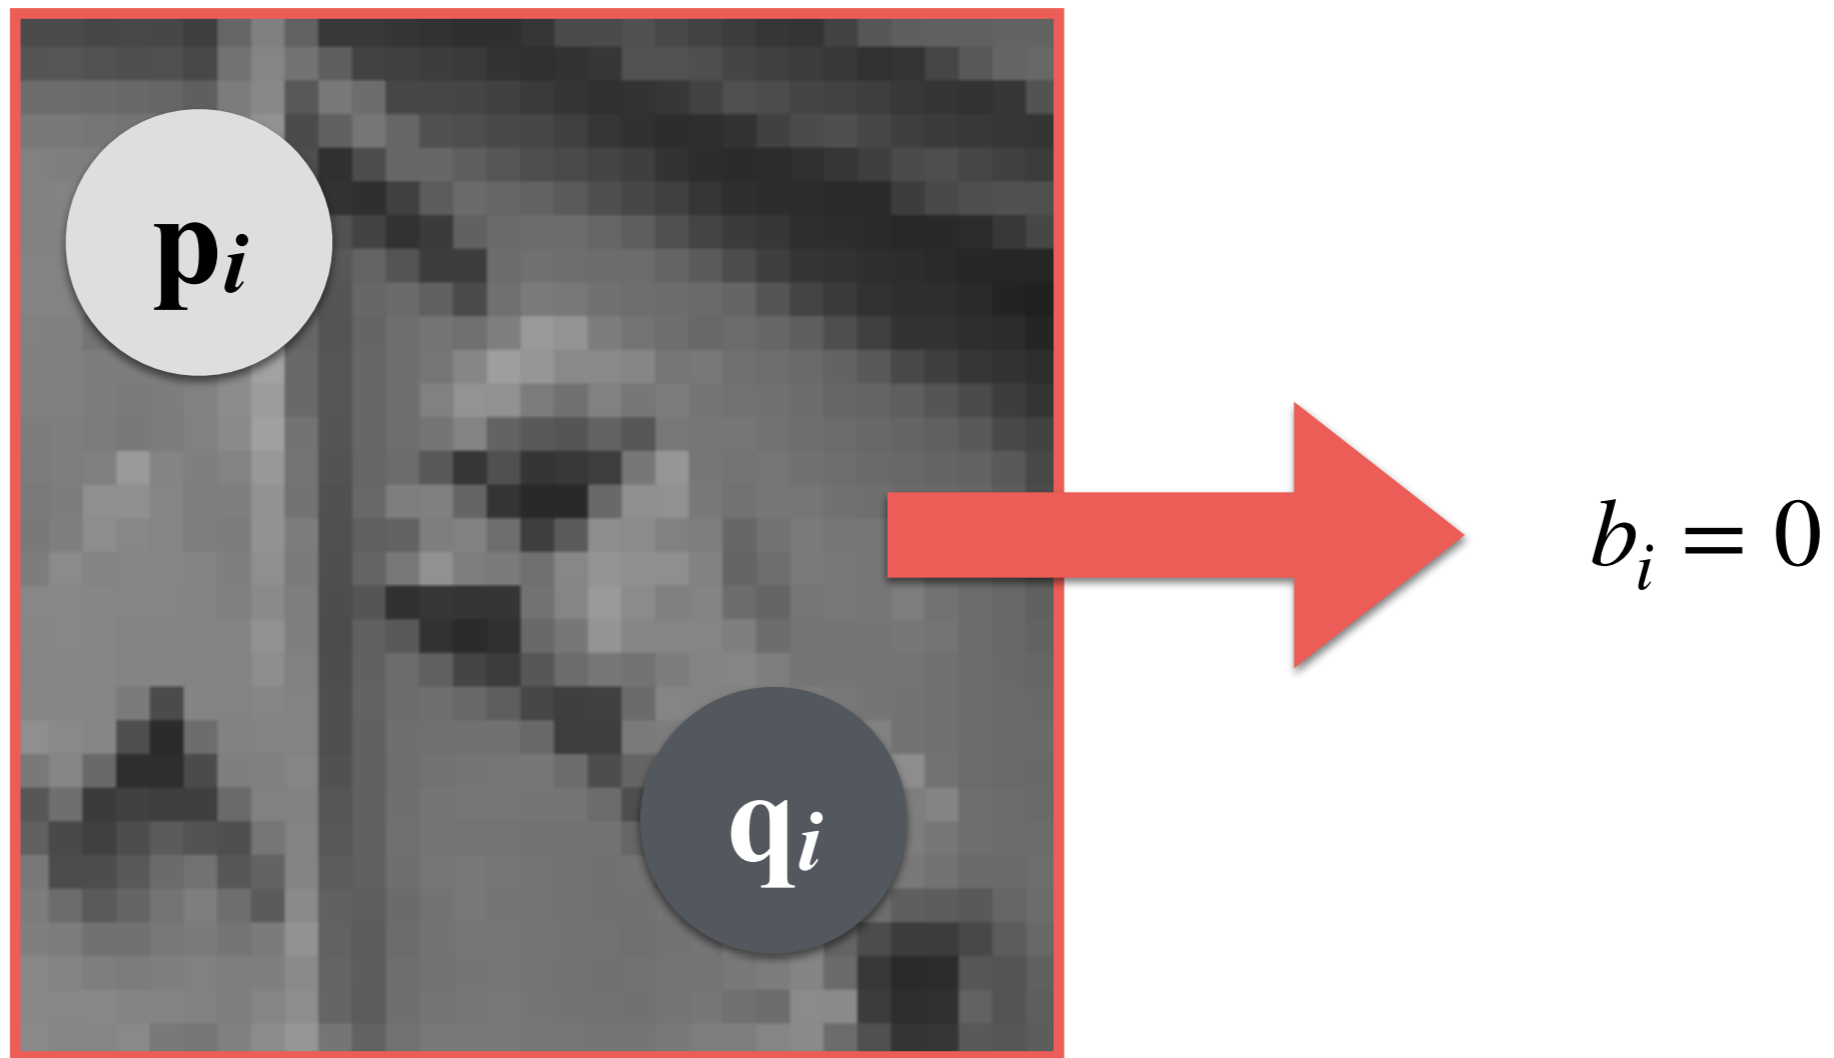 pᵢ
bᵢ = 0
qᵢ